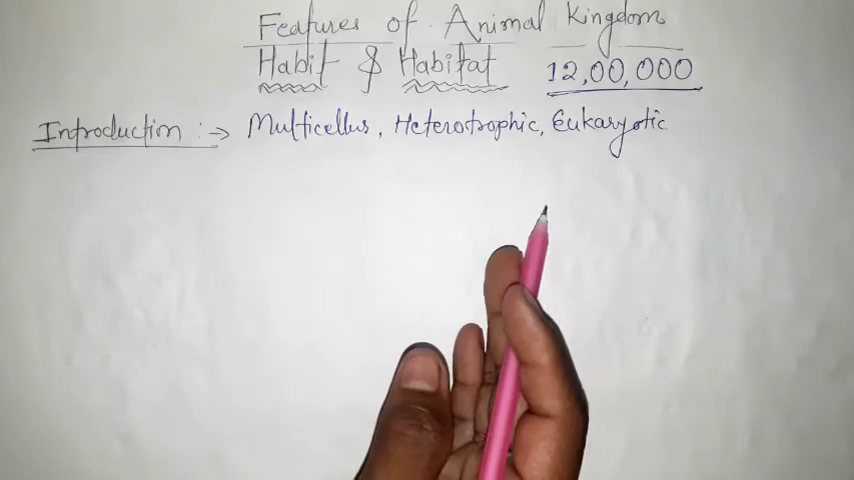 Features of Animal Kingdom
Habit & Habitat 12,00,000
Introduction :→ Multicellus, Heterotrophic, Eukaryotic